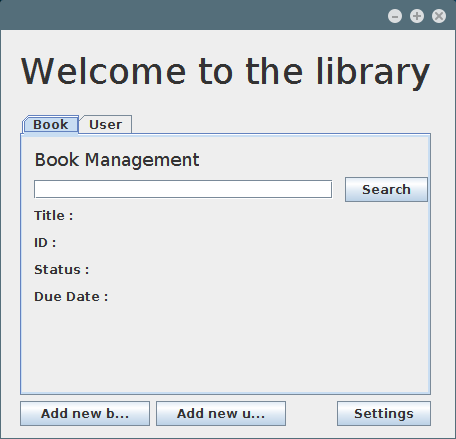 Welcome to the library
Book User
Book Management
Search
Title :
ID :
Status :
Due Date :
Add new b... Add new u... Settings